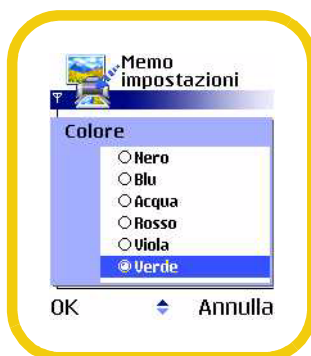 Memo
impostazioni
Colore
Nero
Blu
Acqua
Rosso
Viola
Verde
OK Annulla